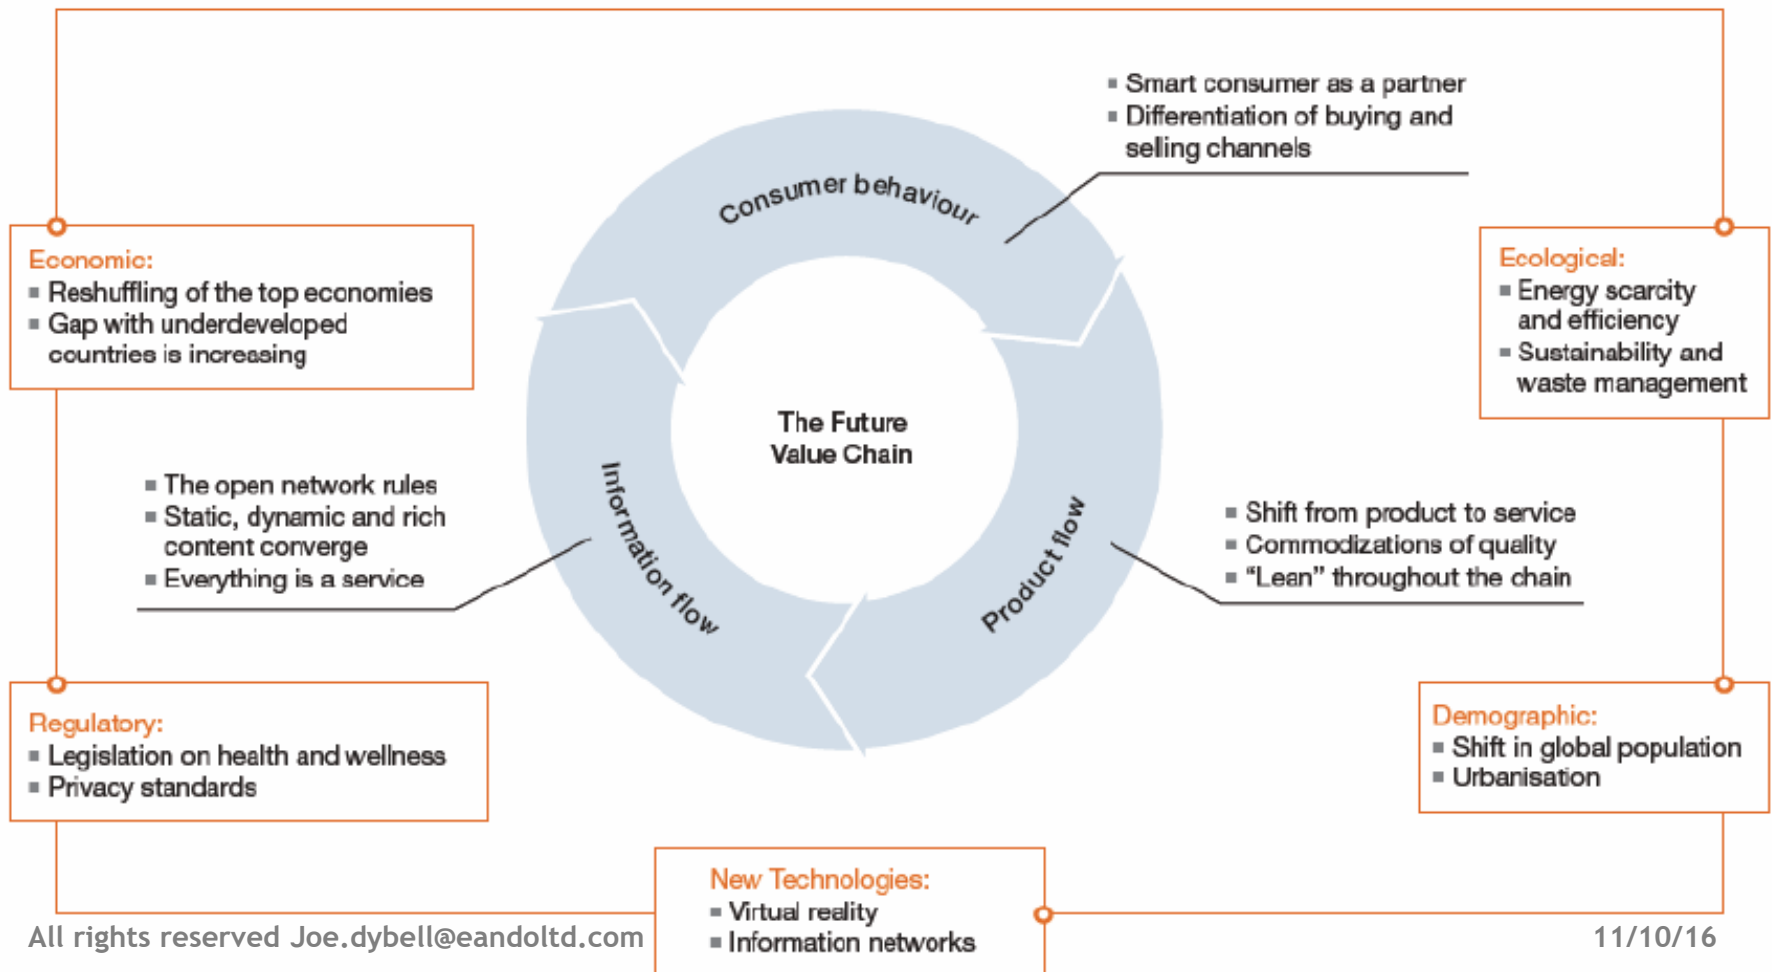 ▪ Smart consumer as a partner
▪ Differentiation of buying and
selling channels
Consumer behaviour
Economic:
▪ Reshuffling of the top economies
▪ Gap with underdeveloped
countries is increasing
Ecological:
▪ Energy scarcity
and efficiency
▪ Sustainability and
waste management
The Future
Value Chain
▪ The open network rules
▪ Static, dynamic and rich
content converge
▪ Everything is a service
Information flow
Product flow
▪ Shift from product to service
▪ Commodizations of quality
▪ “Lean” throughout the chain
Regulatory:
▪ Legislation on health and wellness
▪ Privacy standards
Demographic:
▪ Shift in global population
▪ Urbanisation
New Technologies:
▪ Virtual reality
▪ Information networks
All rights reserved Joe.dybell@eandoltd.com
11/10/16